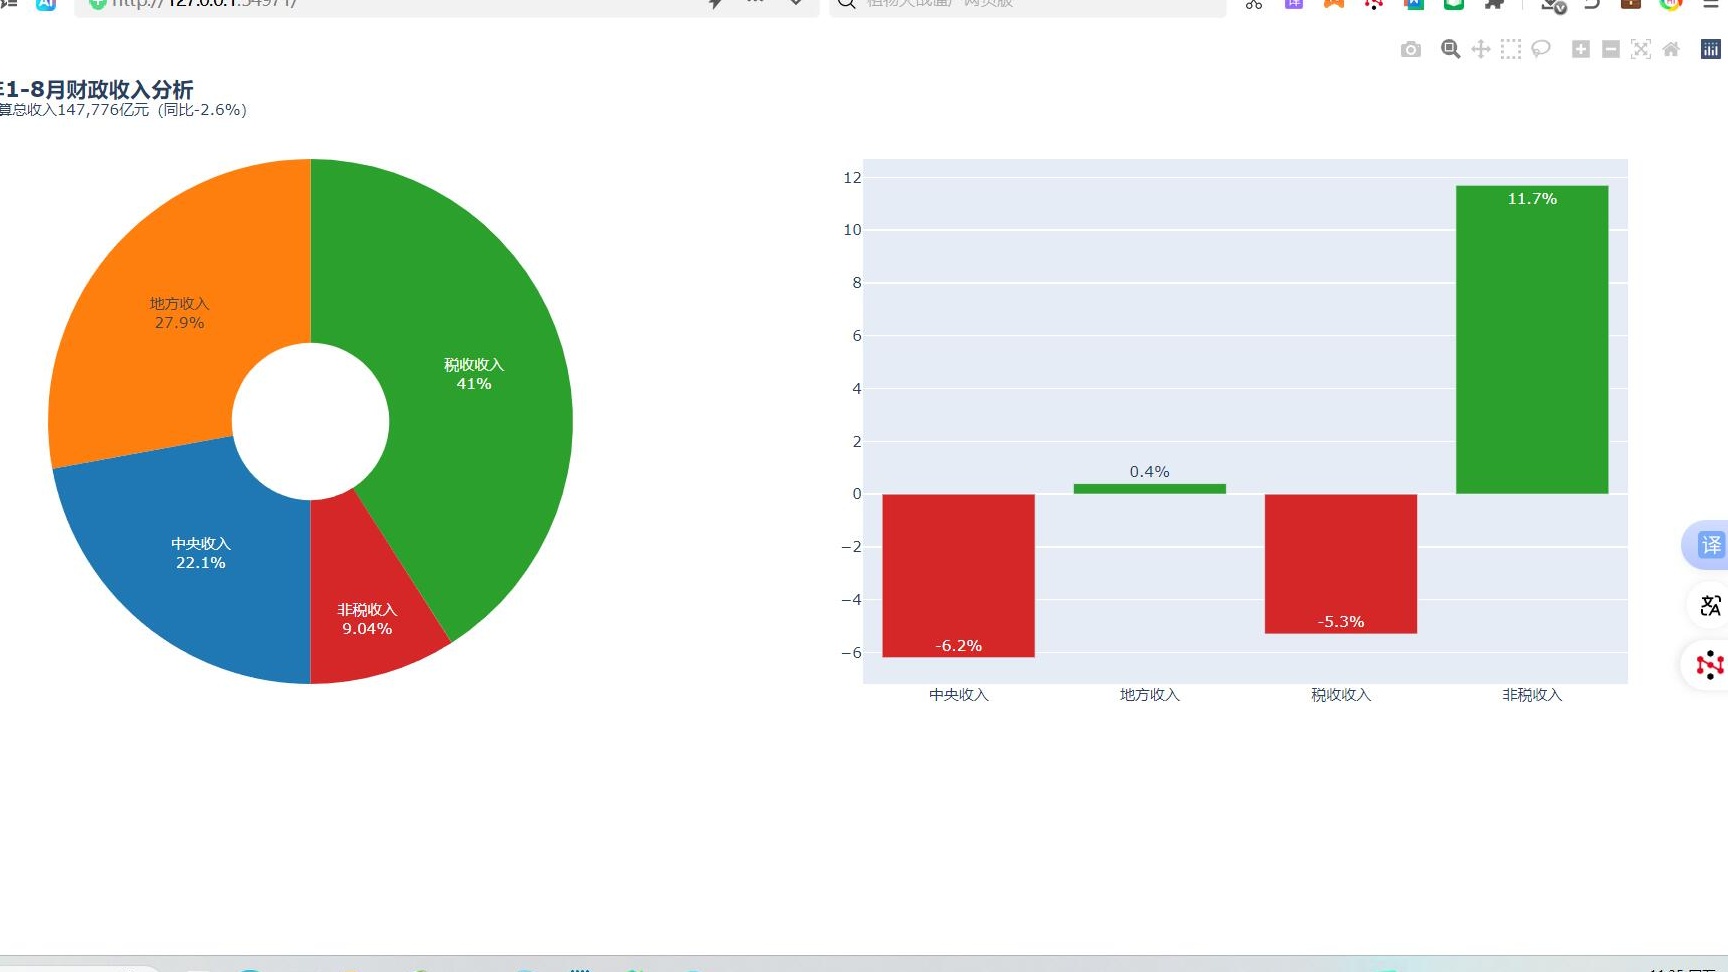 1-8月财政收入分析
算总收入147,776亿元（同比-2.6%）
地方收入
27.9%
税收收入
41%
中央收入
22.1%
非税收入
9.04%
12
10
8
6
4
2
0
−2
−4
−6
11.7%
0.4%
-5.3%
-6.2%
中央收入
地方收入
税收收入
非税收入
译